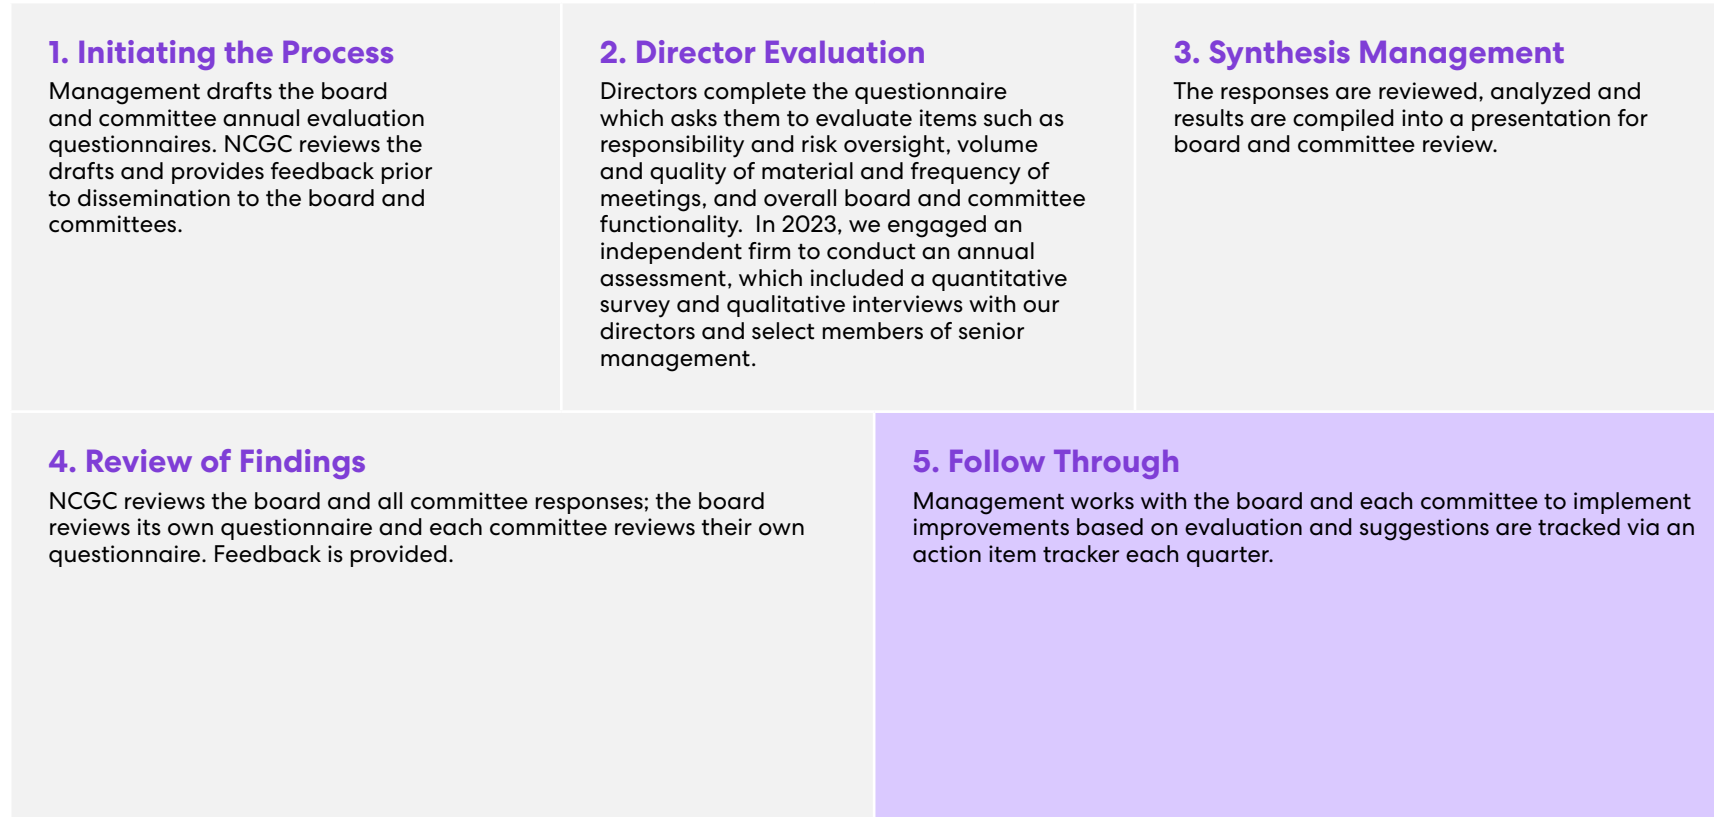 1. Initiating the Process
Management drafts the board
and committee annual evaluation
questionnaires. NCGC reviews the
drafts and provides feedback prior
to dissemination to the board and
committees.
2. Director Evaluation
Directors complete the questionnaire
which asks them to evaluate items such as
responsibility and risk oversight, volume
and quality of material and frequency of
meetings, and overall board and committee
functionality.  In 2023, we engaged an
independent firm to conduct an annual
assessment, which included a quantitative
survey and qualitative interviews with our
directors and select members of senior
management.
3. Synthesis Management
The responses are reviewed, analyzed and
results are compiled into a presentation for
board and committee review.
4. Review of Findings
NCGC reviews the board and all committee responses; the board
reviews its own questionnaire and each committee reviews their own
questionnaire. Feedback is provided.
5. Follow Through
Management works with the board and each committee to implement
improvements based on evaluation and suggestions are tracked via an
action item tracker each quarter.